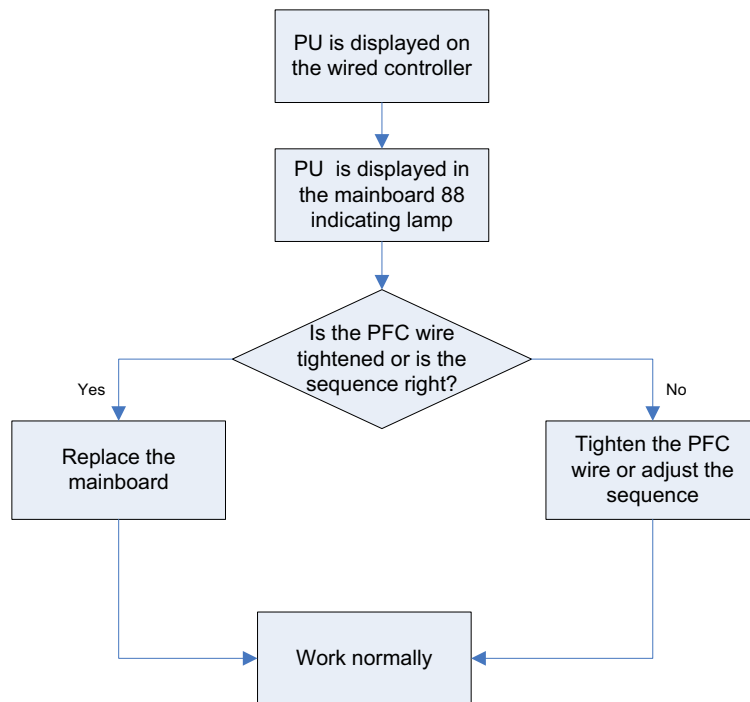 PU is displayed on
the wired controller
PU  is displayed in
the mainboard 88
indicating lamp
Is the PFC wire
tightened or is the
sequence right?
Yes
No
Replace the
mainboard
Tighten the PFC
wire or adjust the
sequence
Work normally